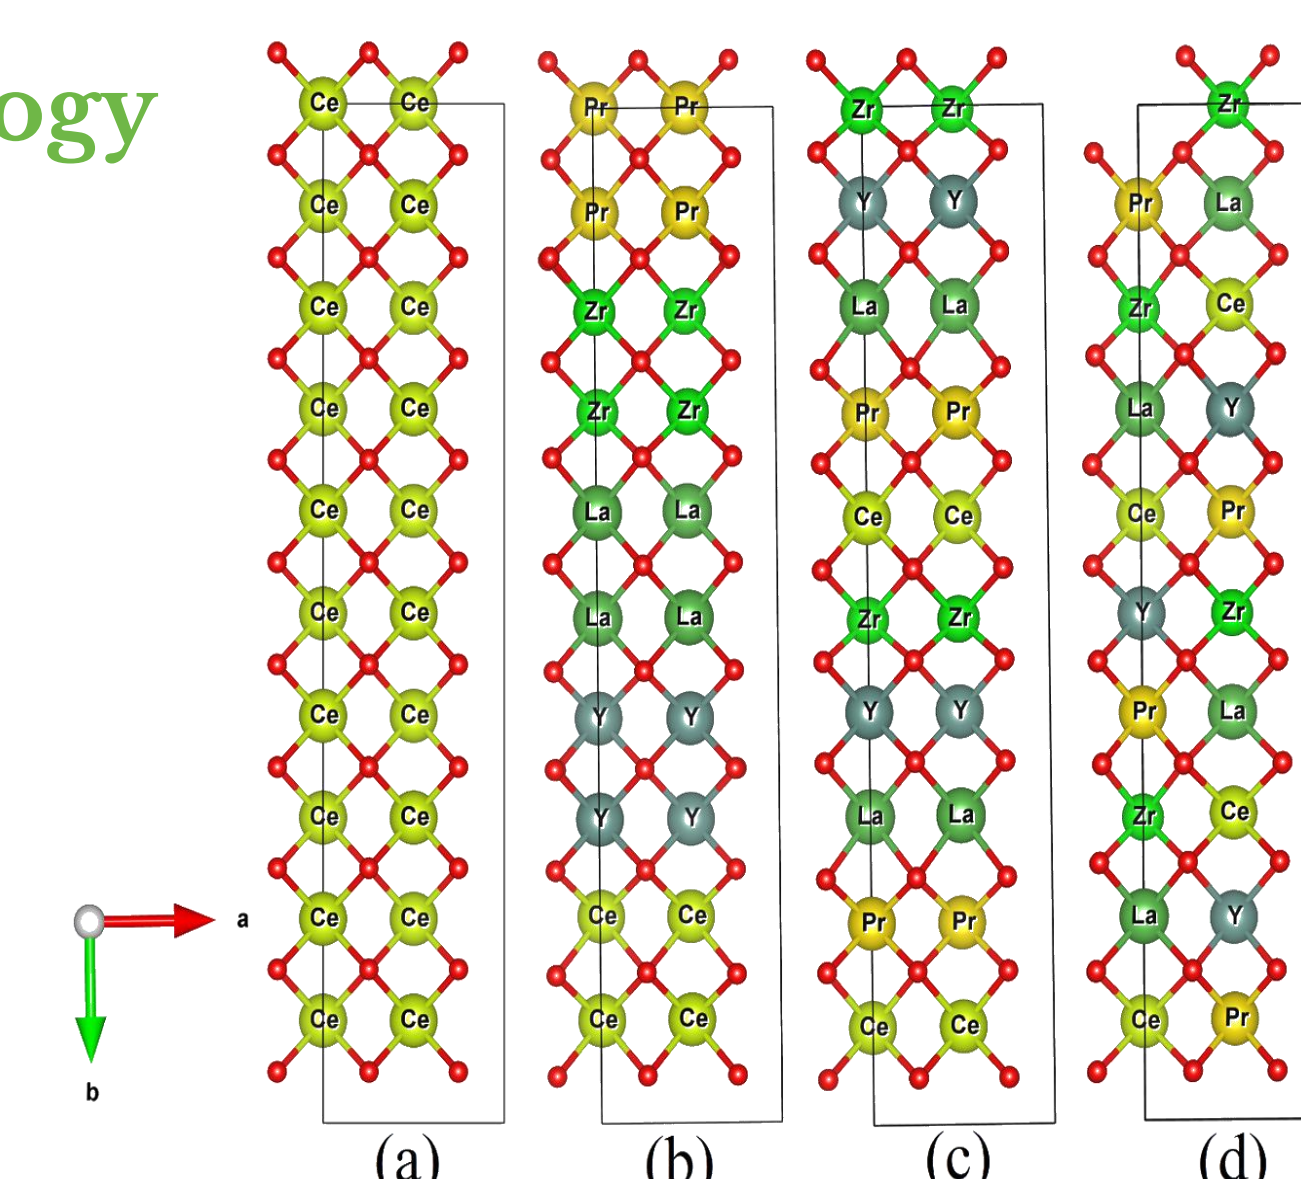 ogy
Ce Ce Pr Pr Zr Zr Zr
Ce Ce Pr Pr Y Y Pr La
Ce Ce Zr Zr La La Zr Ce
Ce Ce Zr Zr Pr Pr La Y
Ce Ce La La Ce Ce Ce Pr
Ce Ce La La Zr Zr Y Zr
Ce Ce Y Y Y Y Pr La
Ce Ce Y Y La La Zr Ce
Ce Ce Ce Ce Pr Pr La Y
a
Ce Ce Ce Ce Ce Ce Ce Pr
b
(a) (b) (c) (d)